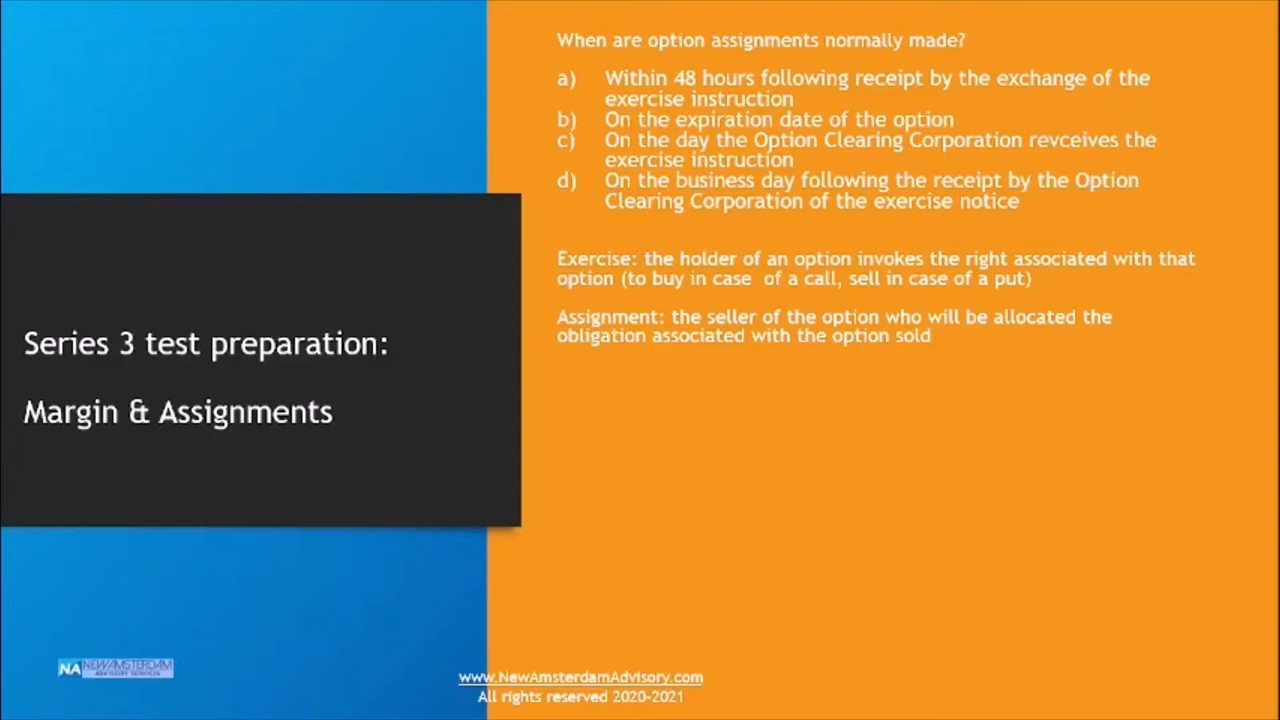 When are option assignments normally made?
a) Within 48 hours following receipt by the exchange of the
exercise instruction
b) On the expiration date of the option
c) On the day the Option Clearing Corporation revceives the
exercise instruction
d) On the business day following the receipt by the Option
Clearing Corporation of the exercise notice
Exercise: the holder of an option invokes the right associated with that
option (to buy in case of a call, sell in case of a put)
Assignment: the seller of the option who will be allocated the
obligation associated with the option sold
Series 3 test preparation:
Margin & Assignments
NA NEW AMSTERDAM
ADVISORY SERVICES
www.NewAmsterdamAdvisory.com
All rights reserved 2020-2021